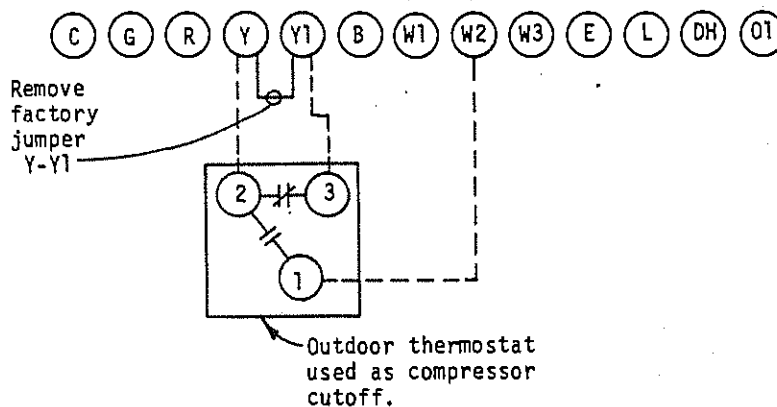 C G R Y Y1 B W1 W2 W3 E L DH O1
Remove
factory
jumper
Y-Y1
2 3
1
Outdoor thermostat
used as compressor
cutoff.